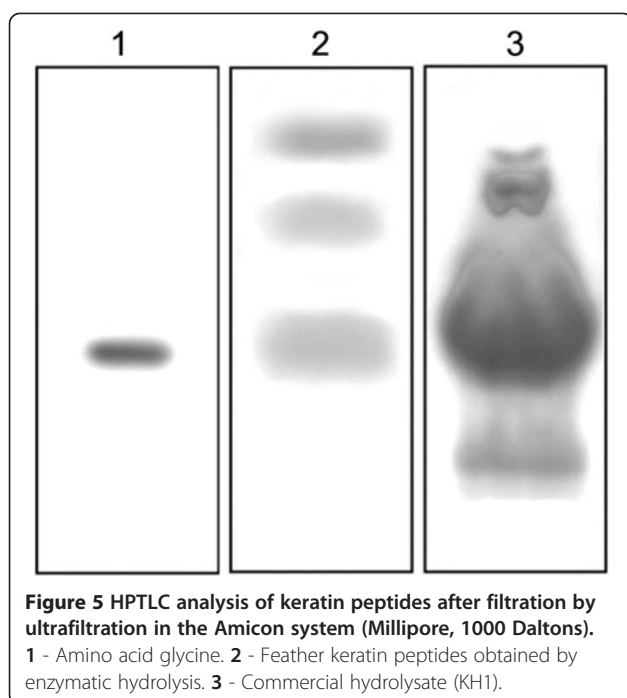 1 2 3
Figure 5 HPTLC analysis of keratin peptides after filtration by
ultrafiltration in the Amicon system (Millipore, 1000 Daltons).
1 - Amino acid glycine. 2 - Feather keratin peptides obtained by
enzymatic hydrolysis. 3 - Commercial hydrolysate (KH1).